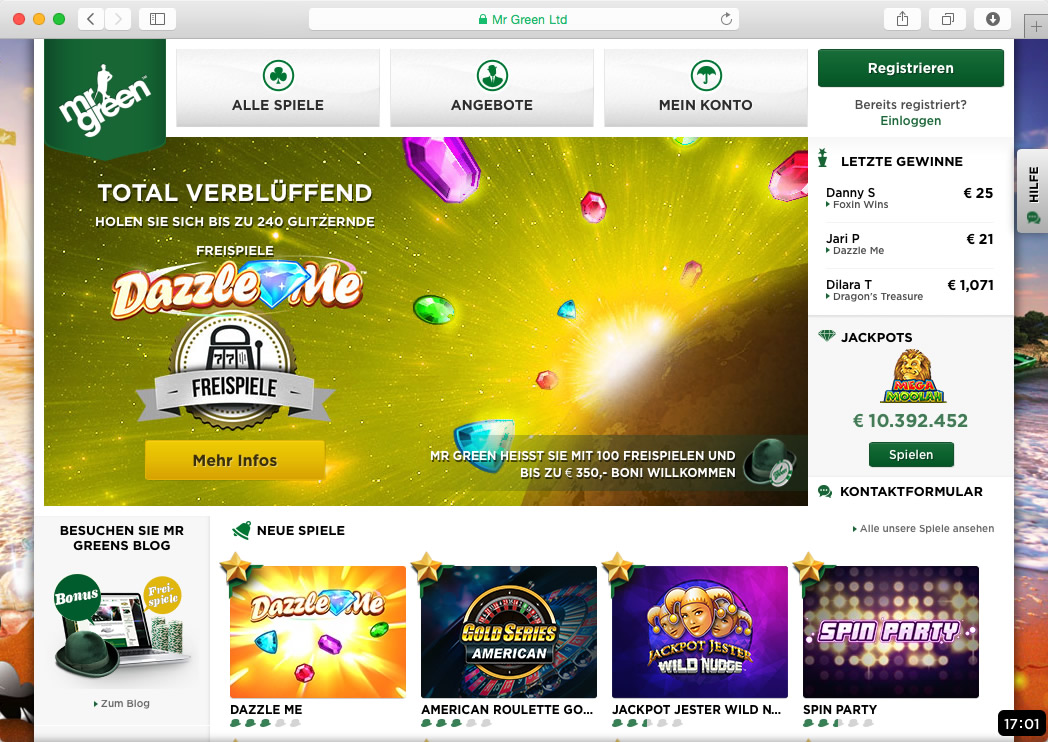 Mr Green Ltd
mr green™
ALLE SPIELE
ANGEBOTE
MEIN KONTO
Registrieren
Bereits registriert?
Einloggen
TOTAL VERBLÜFFEND
HOLEN SIE SICH BIS ZU 240 GLITZERNDE
FREISPIELE
Dazzle Me™
777
FREISPIELE
Mehr Infos
MR GREEN HEISST SIE MIT 100 FREISPIELEN UND
BIS ZU € 350,- BONI WILLKOMMEN
LETZTE GEWINNE
Danny S
€ 25
Foxin Wins
Jari P
€ 21
Dazzle Me
Dilara T
€ 1,071
Dragon's Treasure
HILFE
JACKPOTS
MEGA
MOOLAH
€ 10.392.452
Spielen
KONTAKTFORMULAR
BESUCHEN SIE MR
GREENS BLOG
Bonus
Frei-
spiele
Zum Blog
NEUE SPIELE
Alle unsere Spiele ansehen
Dazzle Me
GOLD SERIES
AMERICAN
JACKPOT JESTER
WILD NUDGE
SPIN PARTY
DAZZLE ME
AMERICAN ROULETTE GO...
JACKPOT JESTER WILD N...
SPIN PARTY
17:01